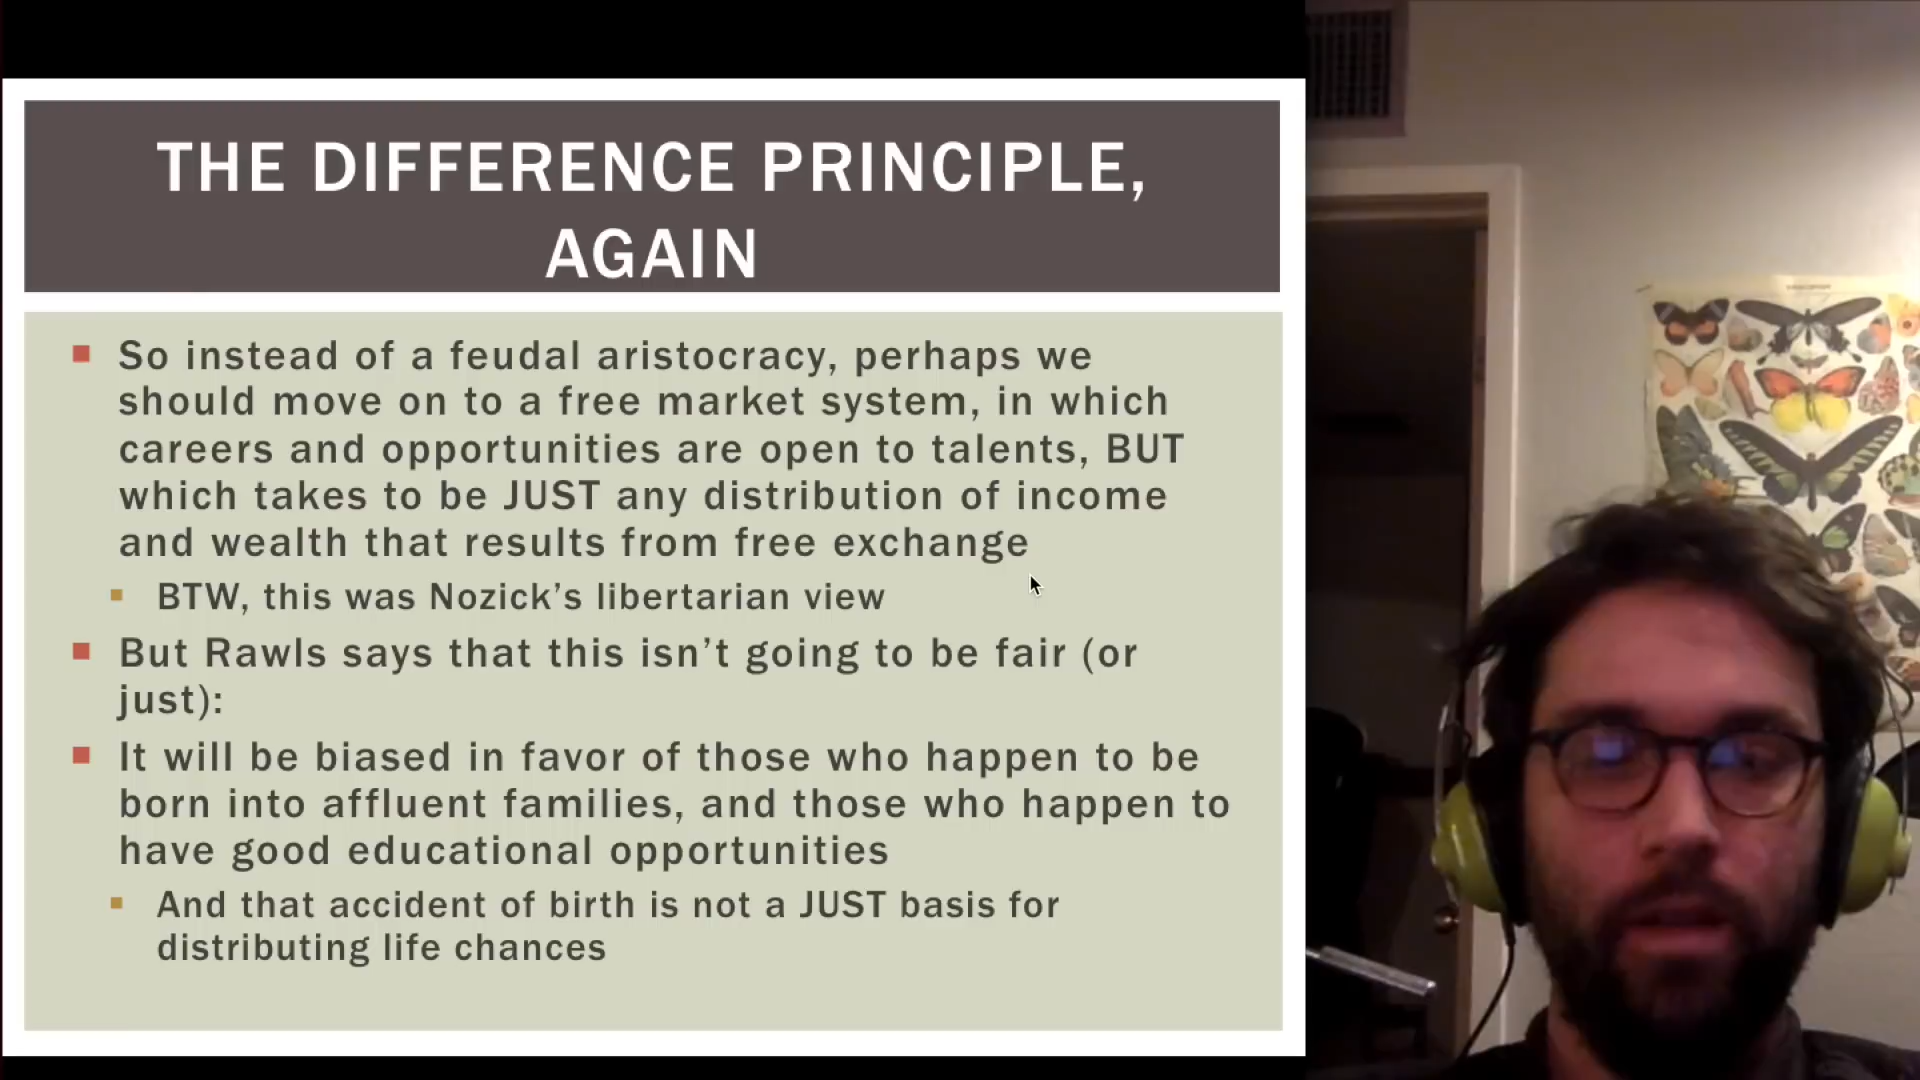 THE DIFFERENCE PRINCIPLE,
AGAIN
So instead of a feudal aristocracy, perhaps we
should move on to a free market system, in which
careers and opportunities are open to talents, BUT
which takes to be JUST any distribution of income
and wealth that results from free exchange
BTW, this was Nozick’s libertarian view
But Rawls says that this isn’t going to be fair (or
just):
It will be biased in favor of those who happen to be
born into affluent families, and those who happen to
have good educational opportunities
And that accident of birth is not a JUST basis for
distributing life chances